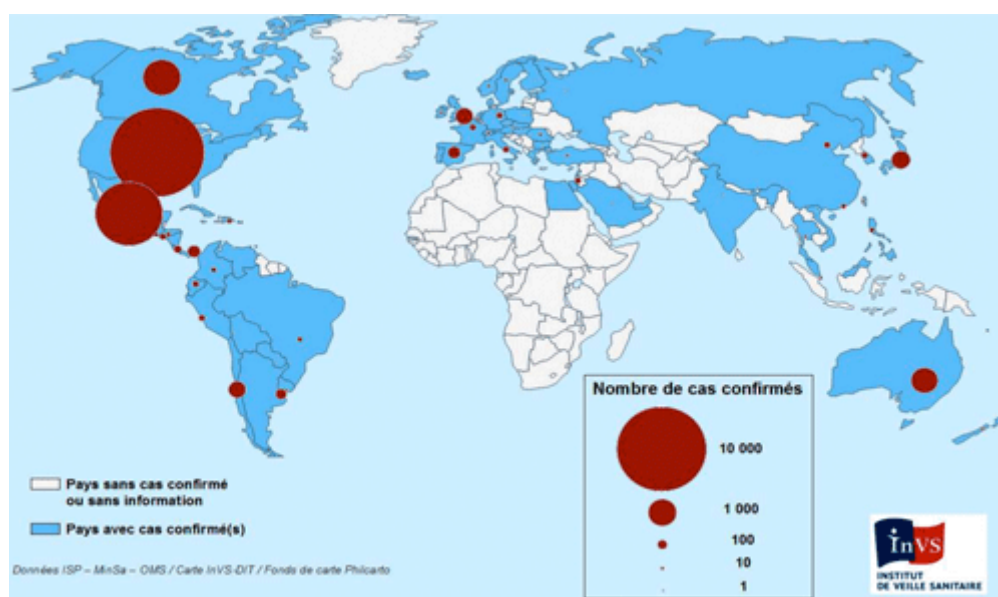 Nombre de cas confirmés
10 000
1 000
100
10
1
Pays sans cas confirmé
ou sans information
Pays avec cas confirmé(s)
Données ISP – MinSa – OMS / Carte InVS-DIT / Fonds de carte Philcarto
InVS
INSTITUT
DE VEILLE SANITAIRE